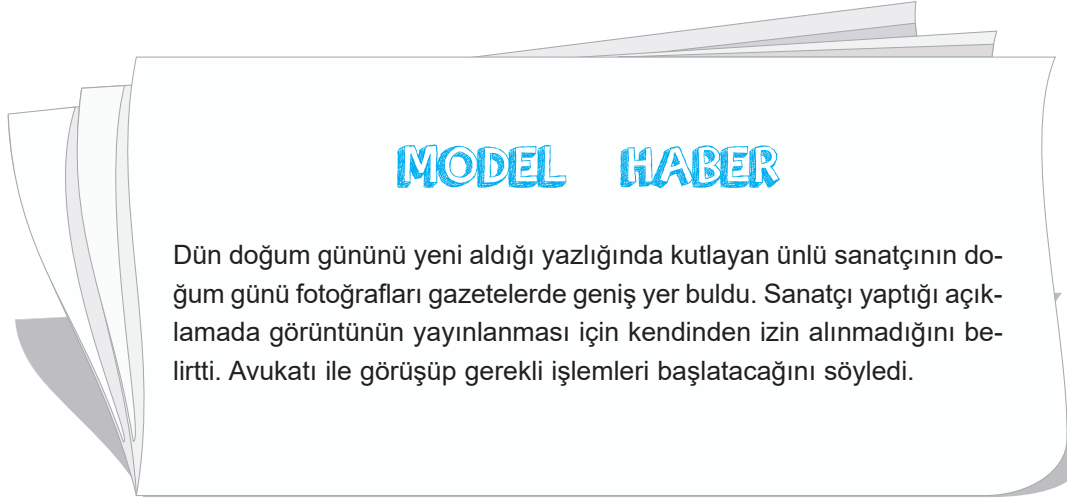 MODEL HABER
Dün doğum gününü yeni aldığı yazlığında kutlayan ünlü sanatçının do-
ğum günü fotoğrafları gazetelerde geniş yer buldu. Sanatçı yaptığı açık-
lamada görüntünün yayınlanması için kendinden izin alınmadığını be-
lirtti. Avukatı ile görüşüp gerekli işlemleri başlatacağını söyledi.